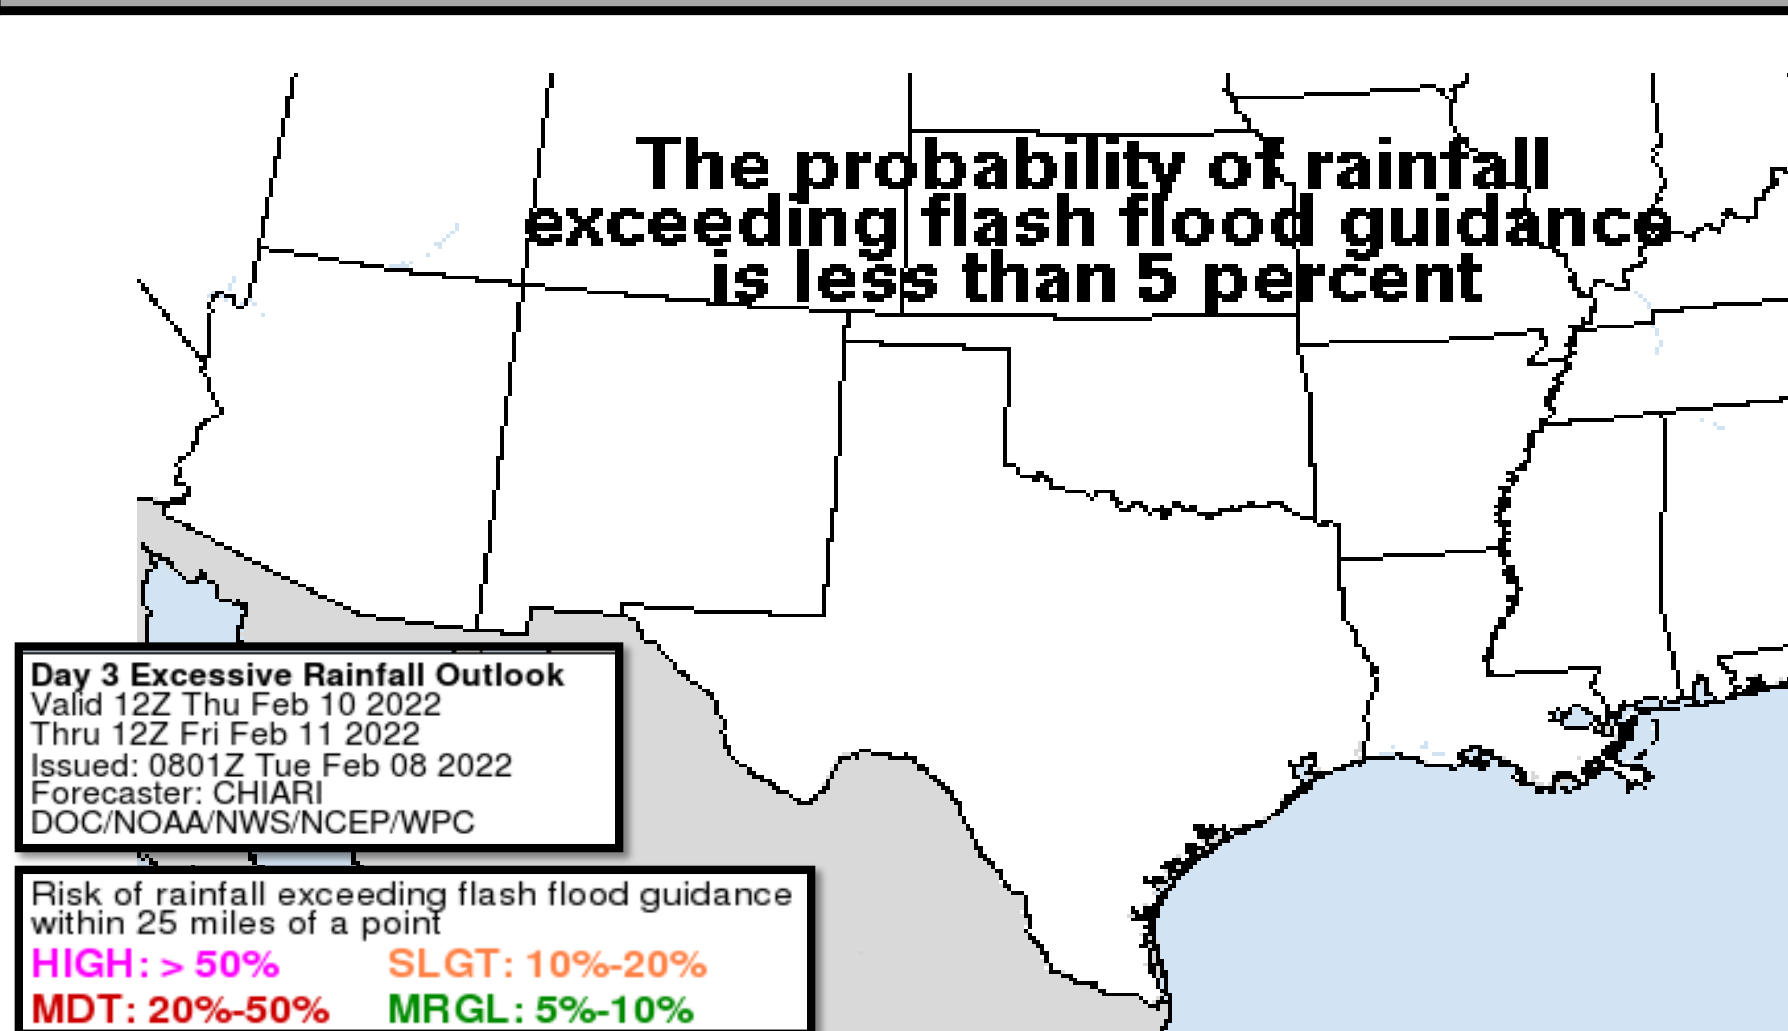 The probability of rainfall
exceeding flash flood guidance
is less than 5 percent
Day 3 Excessive Rainfall Outlook
Valid 12Z Thu Feb 10 2022
Thru 12Z Fri Feb 11 2022
Issued: 0801Z Tue Feb 08 2022
Forecaster: CHIARI
DOC/NOAA/NWS/NCEP/WPC
Risk of rainfall exceeding flash flood guidance
within 25 miles of a point
HIGH: > 50% SLGT: 10%-20%
MDT: 20%-50% MRGL: 5%-10%